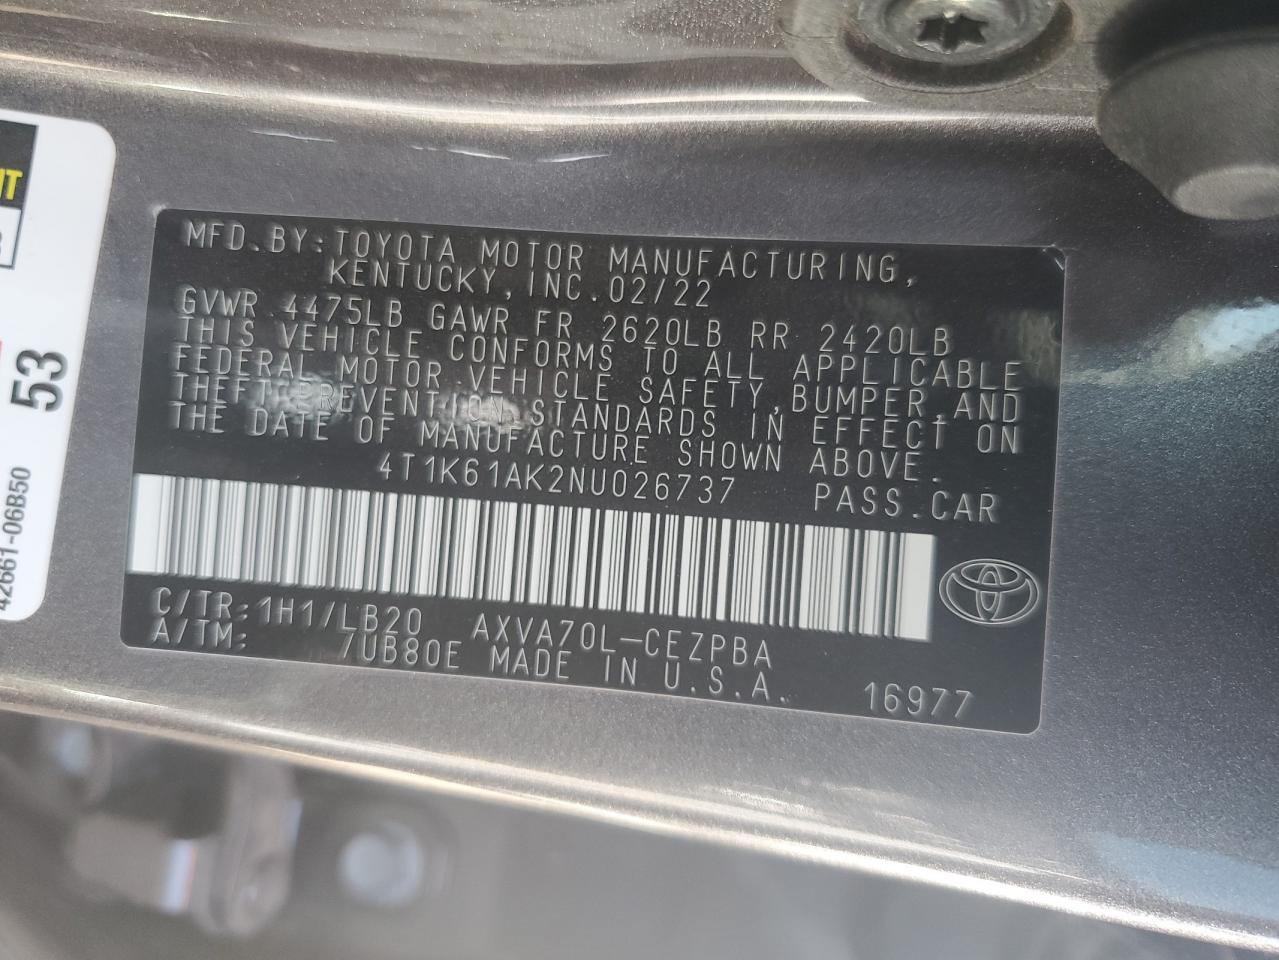 MFD.BY:TOYOTA MOTOR MANUFACTURING,
KENTUCKY,INC.02/22
GVWR 4475LB GAWR FR 2620LB RR 2420LB
THIS VEHICLE CONFORMS TO ALL APPLICABLE
FEDERAL MOTOR VEHICLE SAFETY,BUMPER,AND
THEFT PREVENTION STANDARDS IN EFFECT ON
THE DATE OF MANUFACTURE SHOWN ABOVE.
4T1K61AK2NU026737 PASS.CAR
C/TR:1H1/LB20 AXVA70L-CEZPBA
A/TM: 7UB80E MADE IN U.S.A.
16977
53
42661-06B50